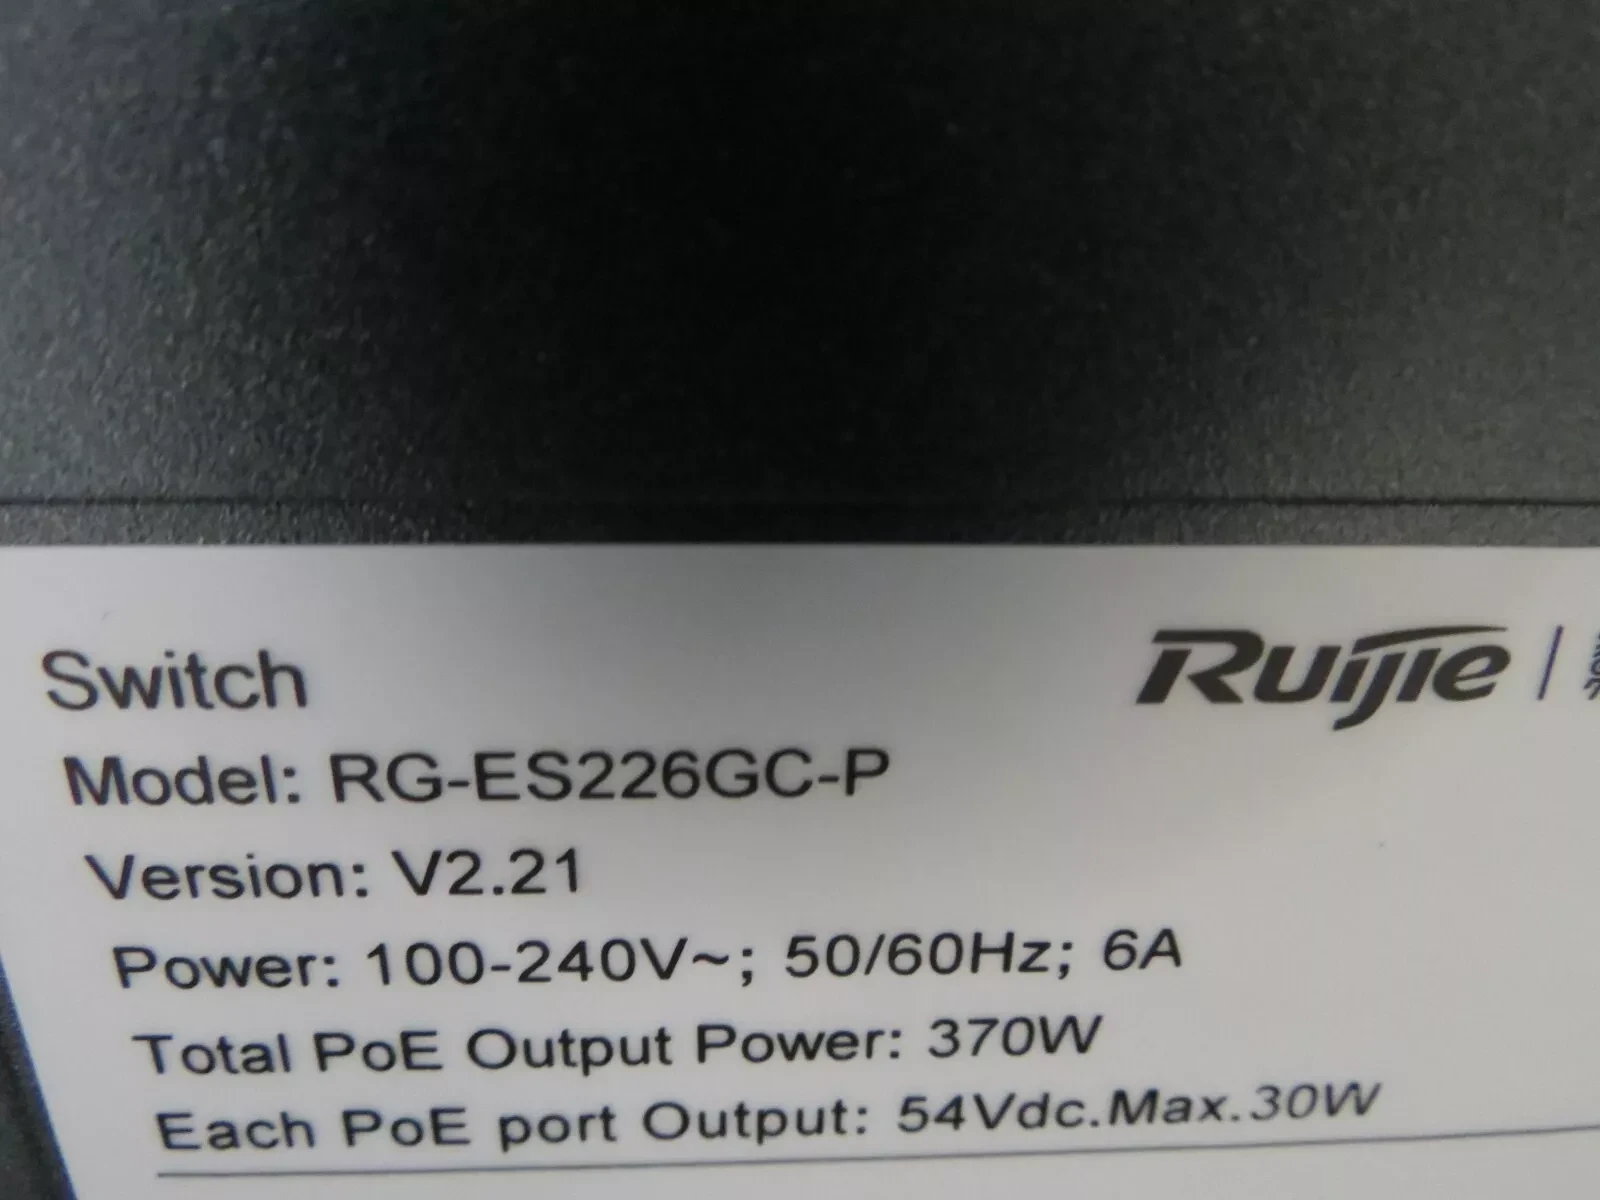 Switch
Ruijie |
Model: RG-ES226GC-P
Version: V2.21
Power: 100-240V~; 50/60Hz; 6A
Total PoE Output Power: 370W
Each PoE port Output: 54Vdc.Max.30W